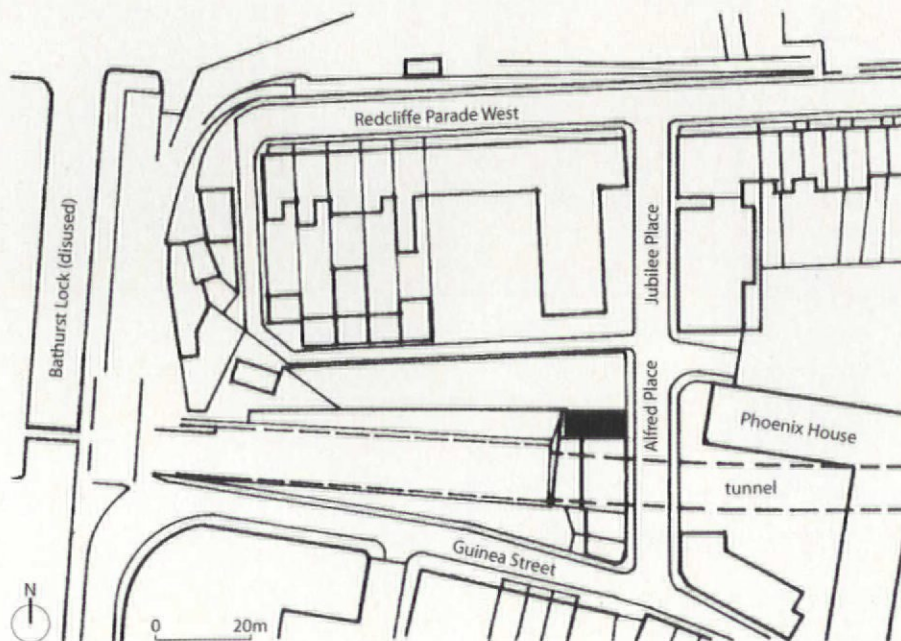 Redcliffe Parade West
Bathurst Lock (disused)
Jubilee Place
Alfred Place
Phoenix House
tunnel
Guinea Street
N
0 20m